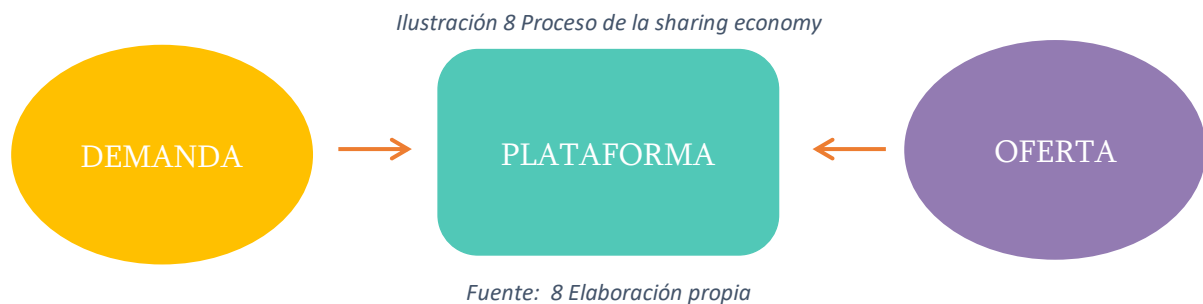 Ilustración 8 Proceso de la sharing economy
DEMANDA
PLATAFORMA
OFERTA
Fuente:  8 Elaboración propia